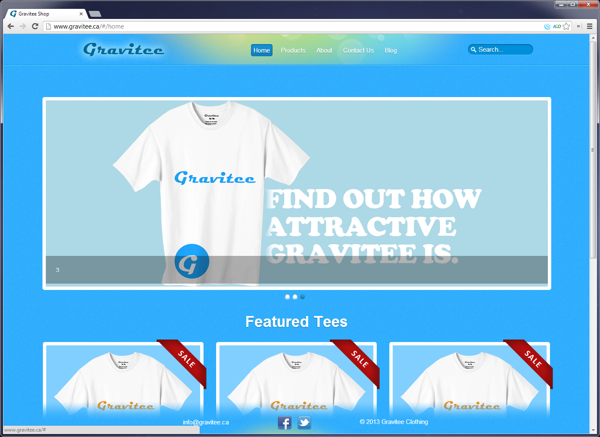 Gravitee Shop
www.gravitee.ca/#/home
Gravitee
Home Products About Contact Us Blog
Search...
Gravitee
FIND OUT HOW
ATTRACTIVE
GRAVITEE IS.
G
3
Featured Tees
SALE SALE SALE
Gravitee Gravitee Gravitee
info@gravitee.ca f © 2013 Gravitee Clothing
www.gravitee.ca/#